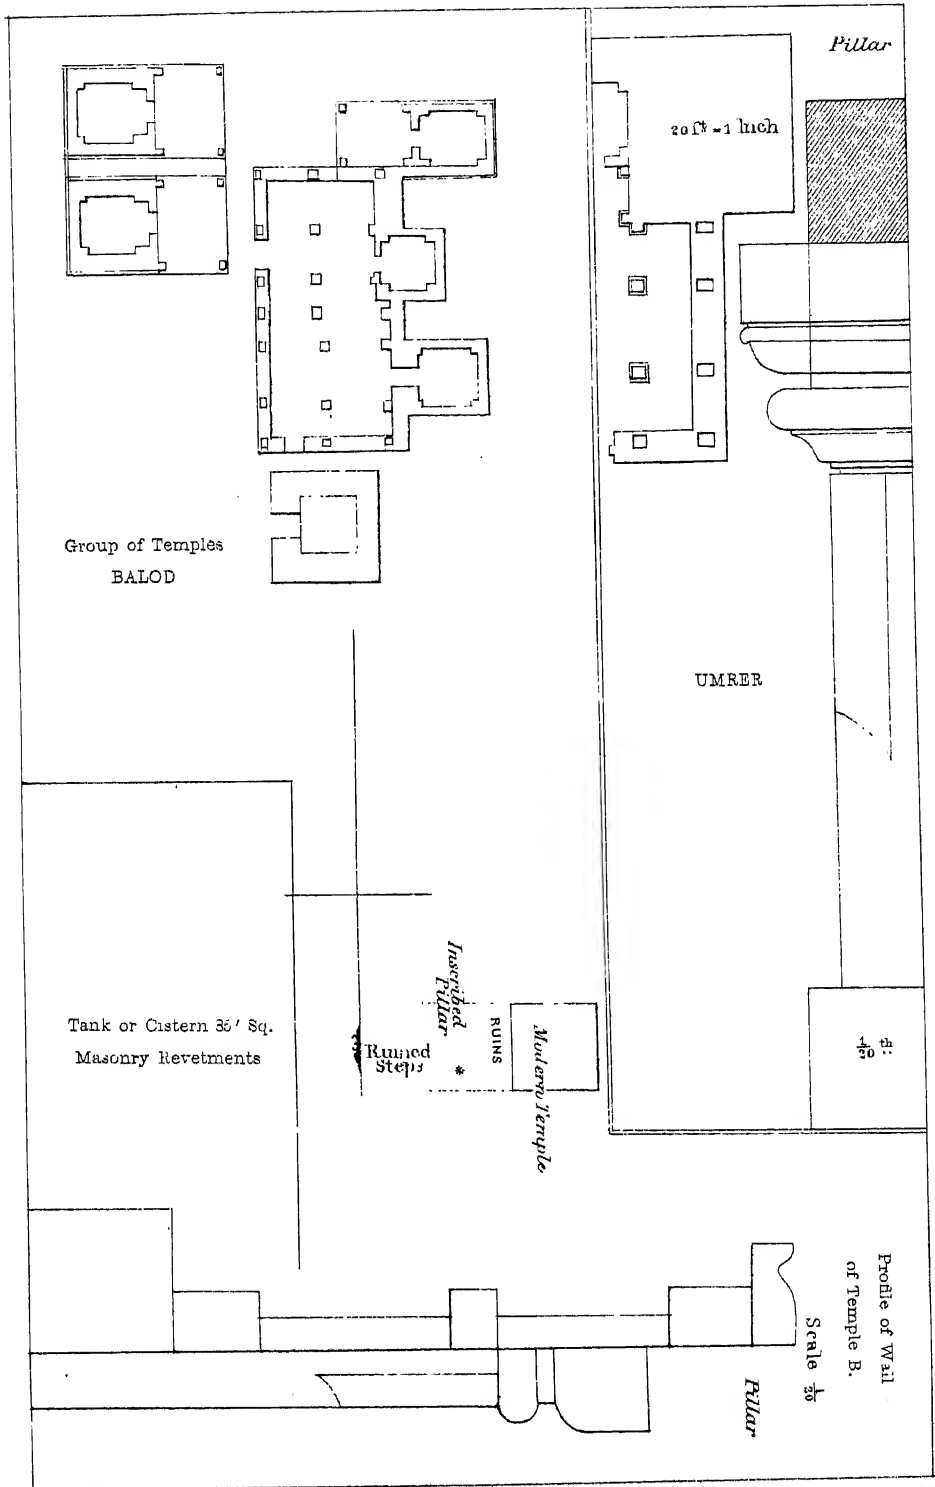 Pillar
20 ft = 1 Inch
Group of Temples
BALOD
UMRER
Inscribed
Pillar
RUINS
Modern Temple
Ruined
Steps
*
Tank or Cistern 35' Sq.
Masonry Revetments
1/20 th
Profile of Wall
of Temple B.
Scale 1/20
Pillar